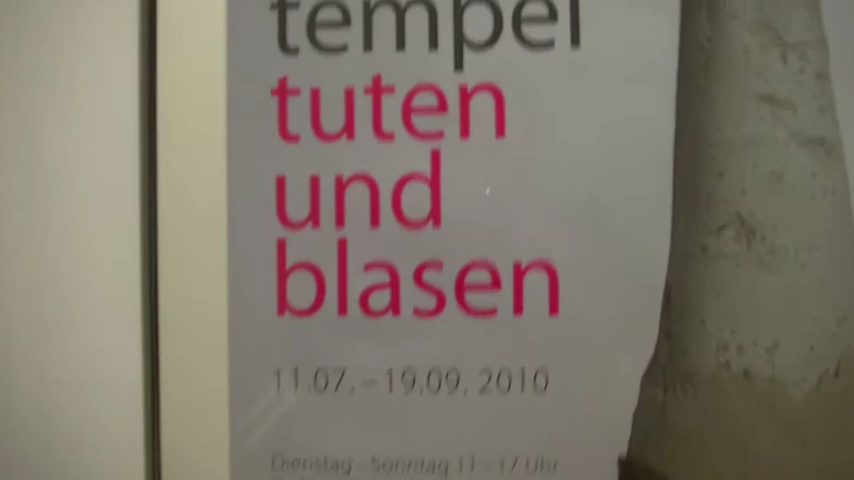 tempel
tuten
und
blasen
11.07. – 19.09. 2010
Dienstag - Sonntag 11 - 17 Uhr